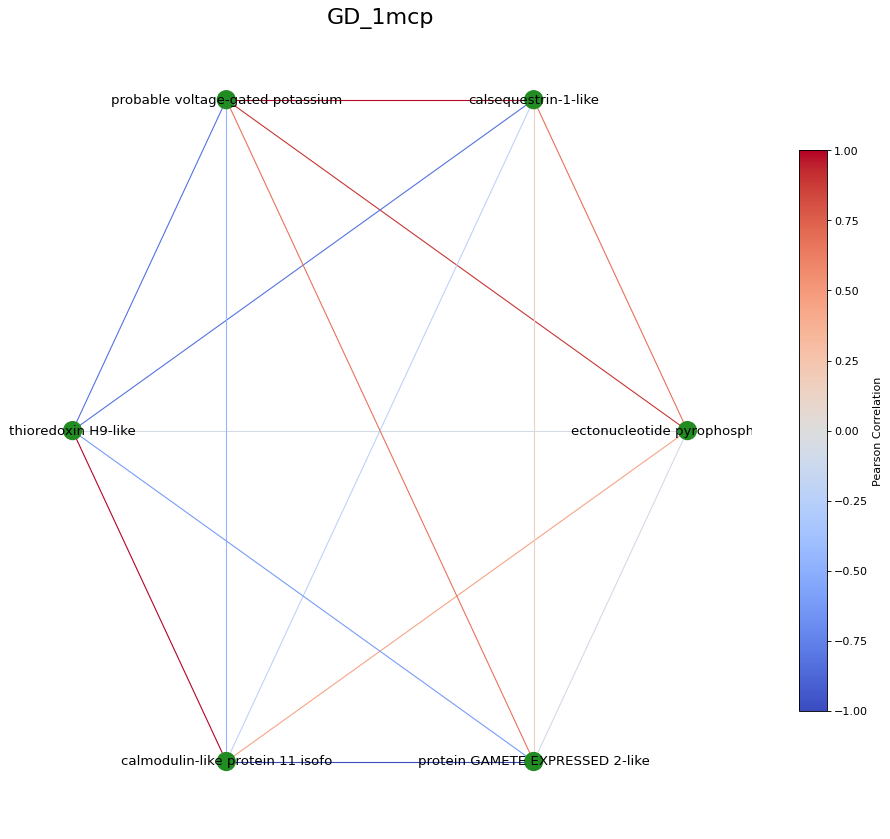 GD_1mcp
probable voltage-gated potassium
calsequestrin-1-like
thioredoxin H9-like
ectonucleotide pyrophosph
calmodulin-like protein 11 isofo
protein GAMETE EXPRESSED 2-like
1.00
0.75
0.50
0.25
0.00
−0.25
−0.50
−0.75
−1.00
Pearson Correlation